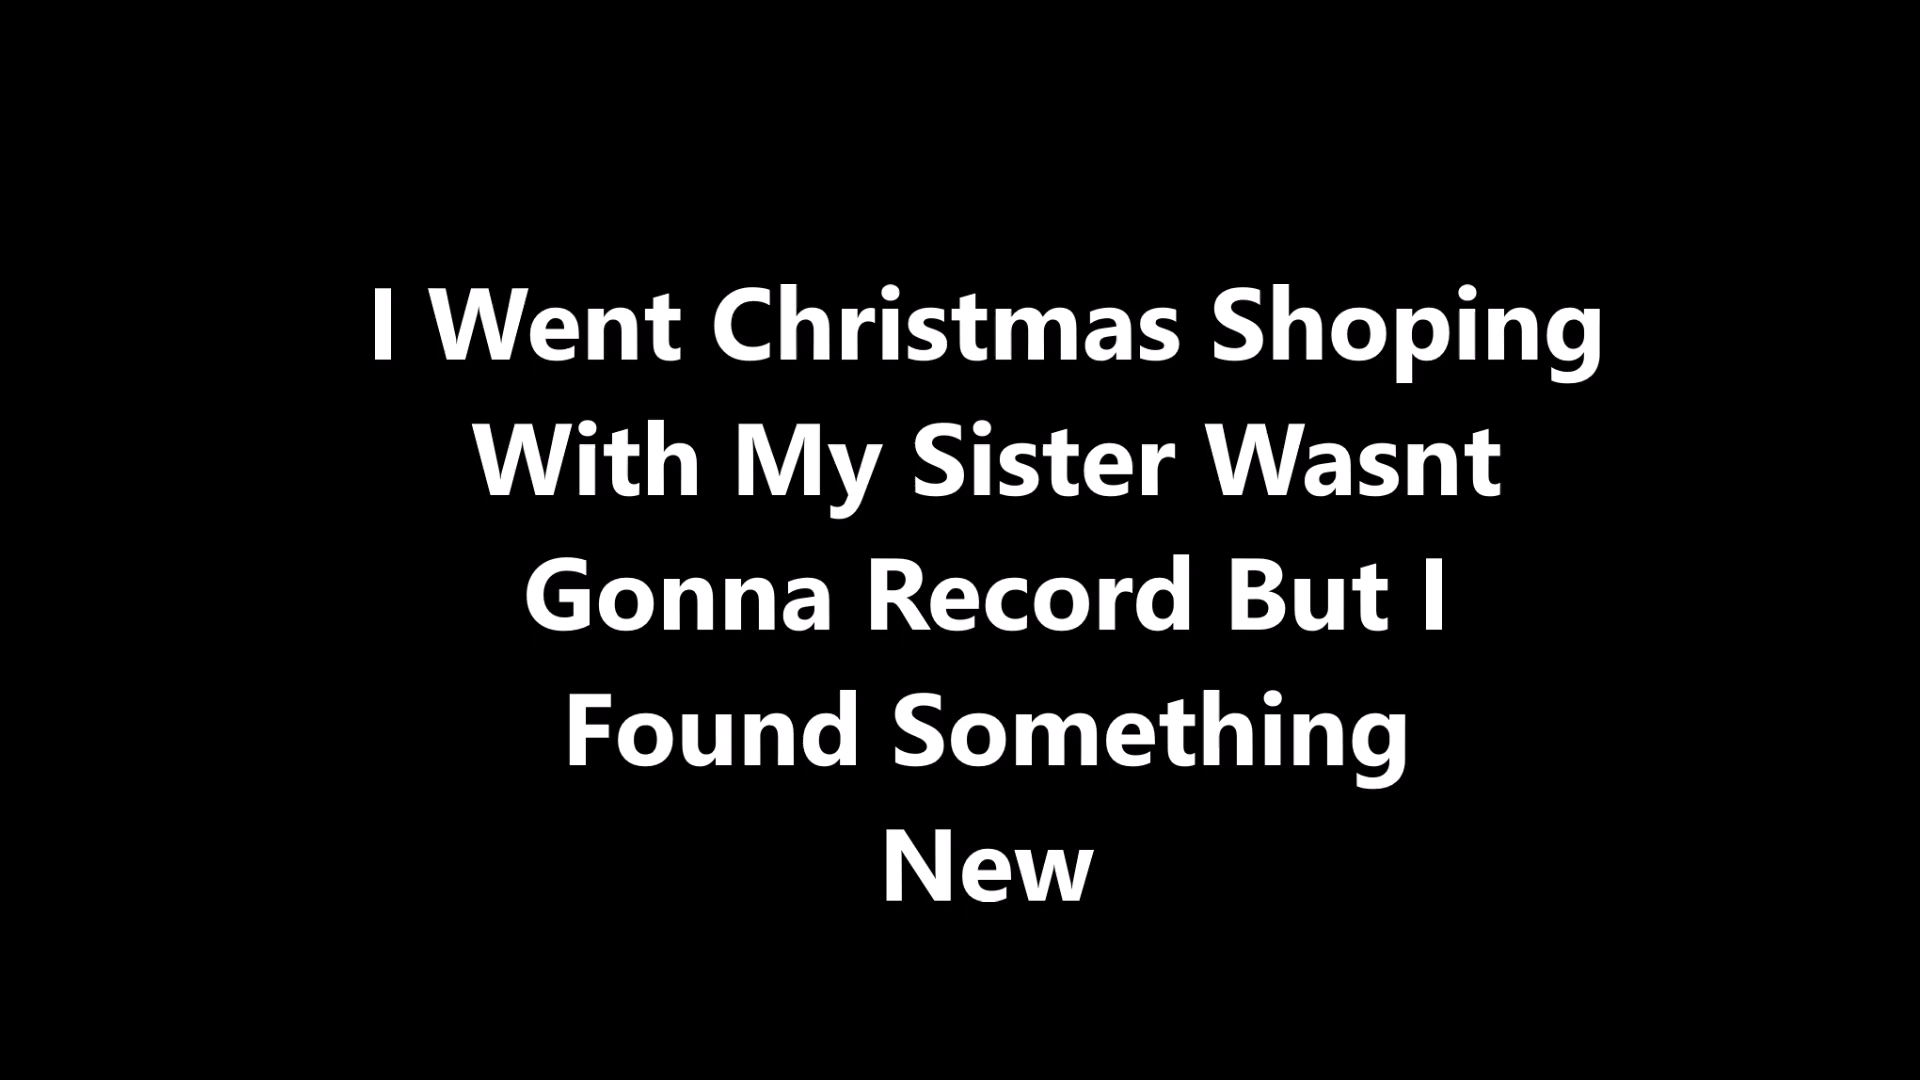 I Went Christmas Shoping
With My Sister Wasnt
Gonna Record But I
Found Something
New